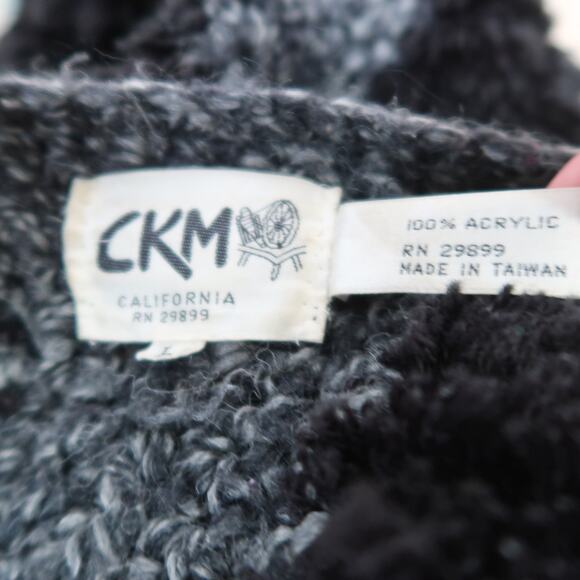 CKM
CALIFORNIA
RN 29899
100% ACRYLIC
RN 29899
MADE IN TAIWAN